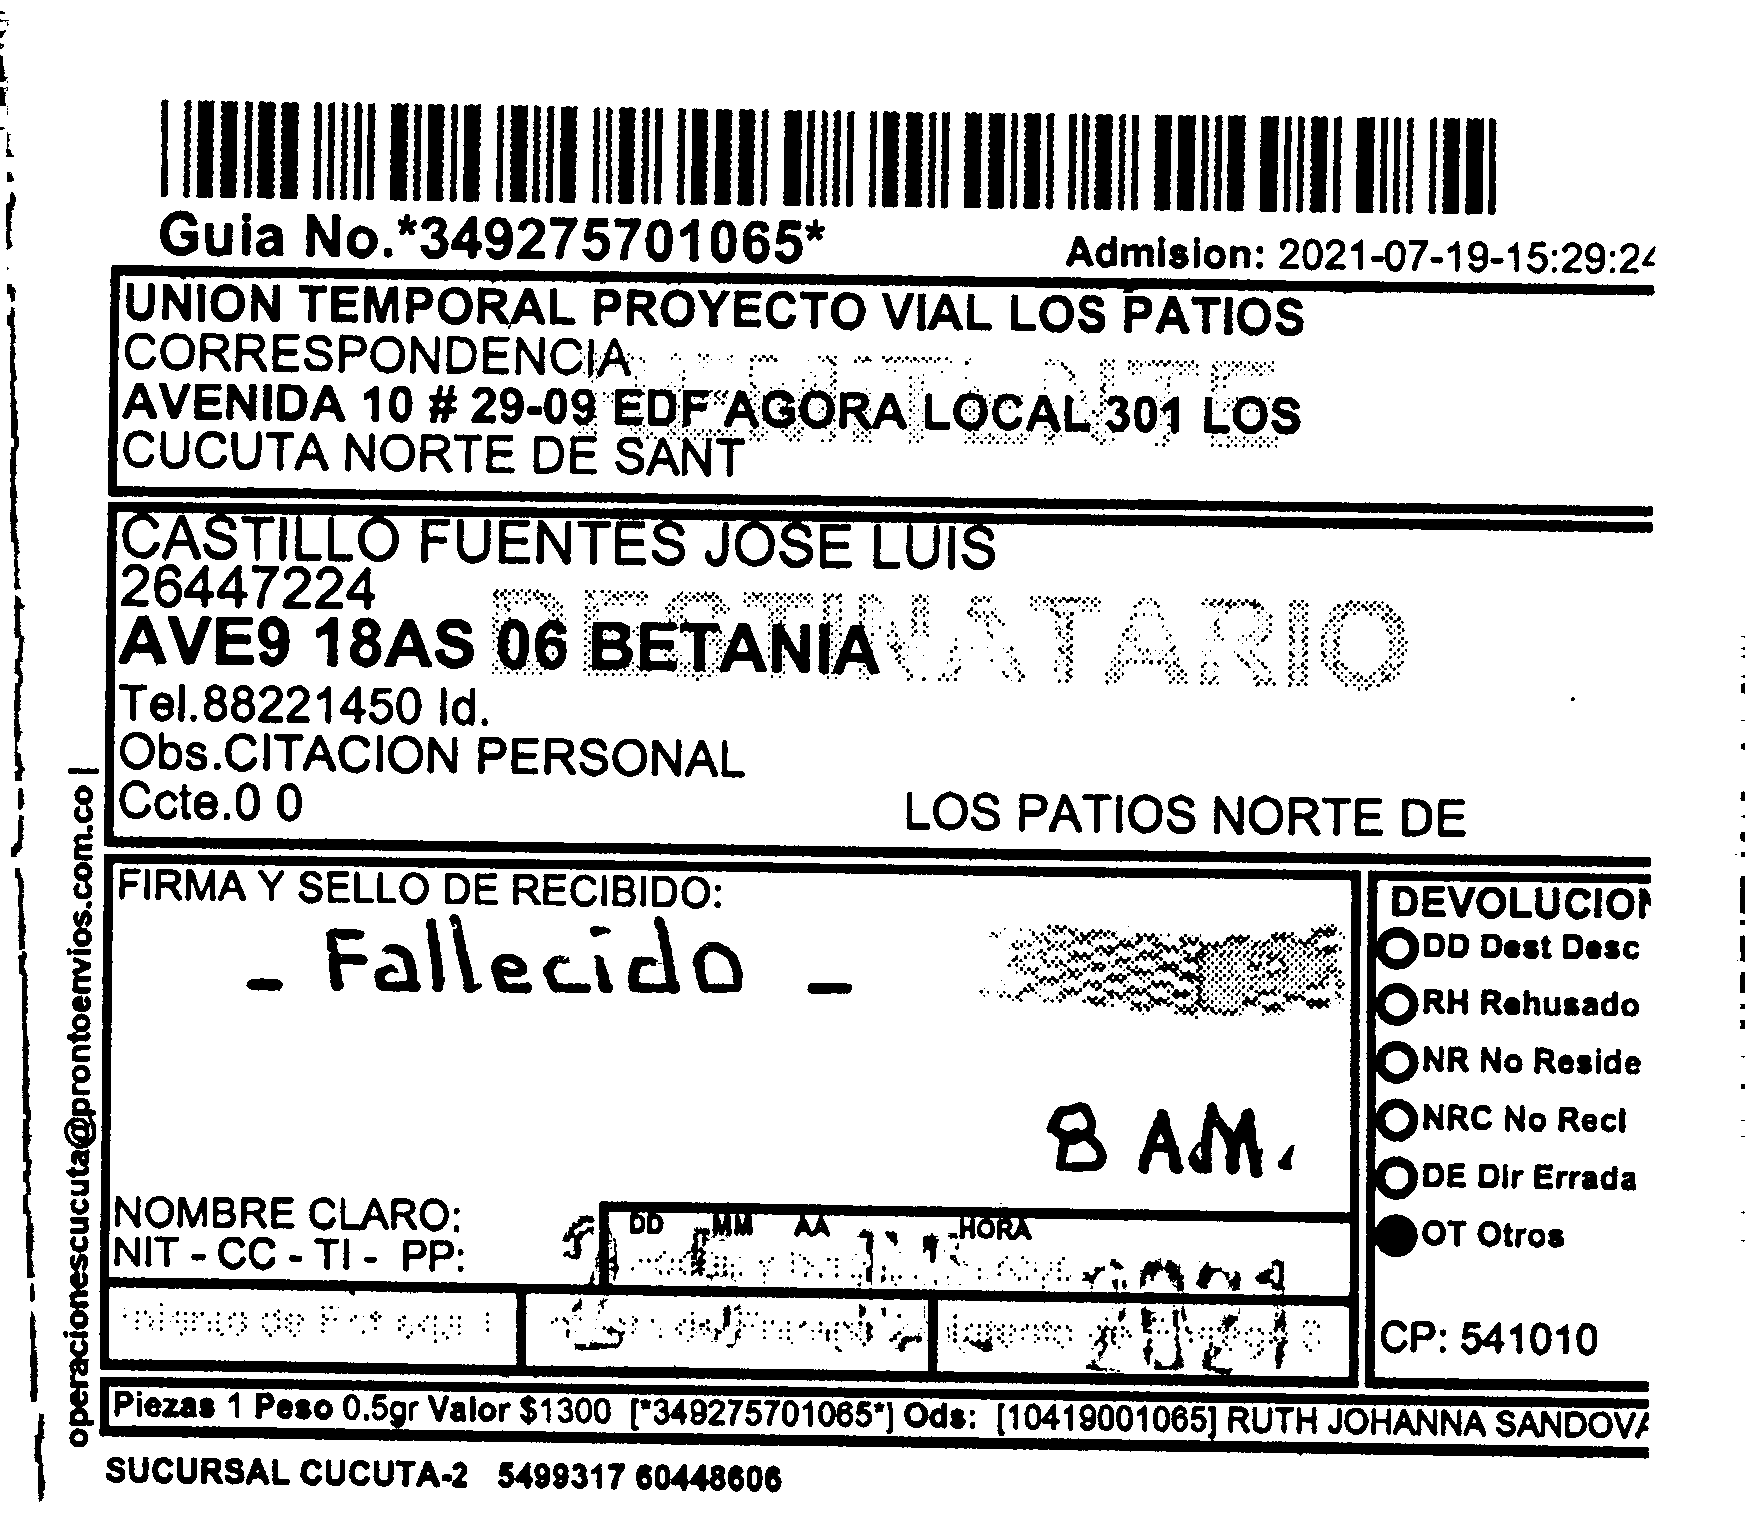 Guia No.*349275701065*
Admision: 2021-07-19-15:29:24
UNION TEMPORAL PROYECTO VIAL LOS PATIOS
CORRESPONDENCIA
REMITENTE
AVENIDA 10 # 29-09 EDF AGORA LOCAL 301 LOS
CUCUTA NORTE DE SANT
CASTILLO FUENTES JOSE LUIS
26447224
DESTINATARIO
AVE9 18AS 06 BETANIA
Tel.88221450 Id.
Obs.CITACION PERSONAL
Ccte.0 0
LOS PATIOS NORTE DE
operacionescucuta@prontoenvios.com.co |
FIRMA Y SELLO DE RECIBIDO:
- Fallecido -
8 AM.
NOMBRE CLARO:
NIT - CC - TI - PP:
DD MM AA HORA
DEVOLUCION
DD Dest Desc
RH Rehusado
NR No Reside
NRC No Recl
DE Dir Errada
OT Otros
CP: 541010
Piezas 1 Peso 0.5gr Valor $1300 [*349275701065*] Ods: [10419001065] RUTH JOHANNA SANDOVA
SUCURSAL CUCUTA-2 5499317 60448606